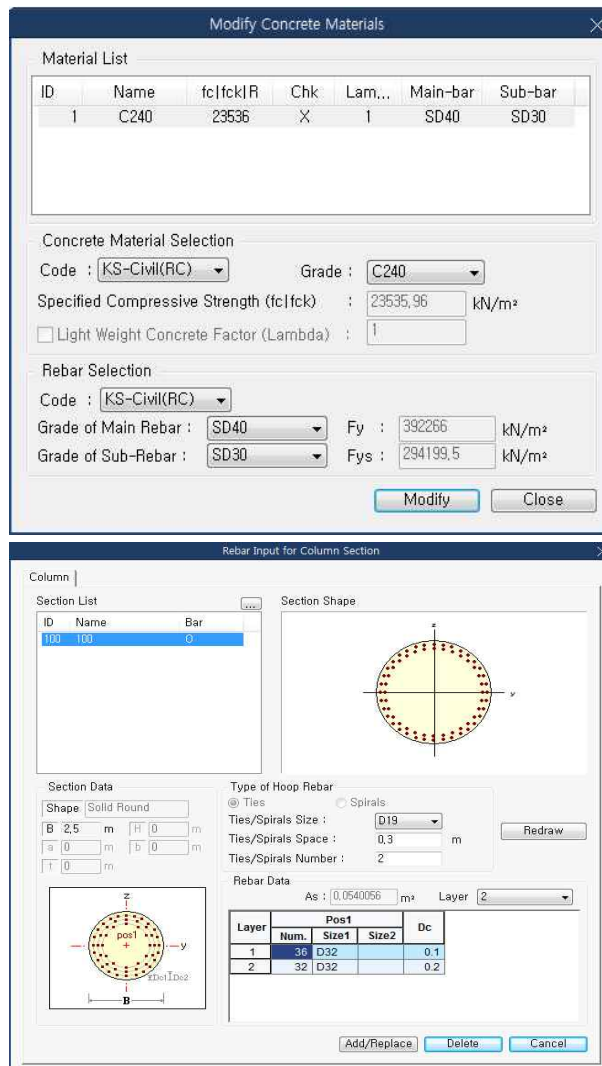 Modify Concrete Materials
Material List
ID Name fc|fck|R Chk Lam... Main-bar Sub-bar
1 C240 23536 X 1 SD40 SD30
Concrete Material Selection
Code : KS-Civil(RC) Grade : C240
Specified Compressive Strength (fc|fck) : 23535,96 kN/m²
Light Weight Concrete Factor (Lambda) : 1
Rebar Selection
Code : KS-Civil(RC)
Grade of Main Rebar : SD40 Fy : 392266 kN/m²
Grade of Sub-Rebar : SD30 Fys : 294199,5 kN/m²
Modify Close
Rebar Input for Column Section
Column
Section List ... Section Shape
ID Name Bar
100 100 O
z
y
Section Data Type of Hoop Rebar
Shape Solid Round Ties Spirals
B 2,5 m H 0 m Ties/Spirals Size : D19
a 0 m b 0 m Ties/Spirals Space : 0,3 m Redraw
t 0 m Ties/Spirals Number : 2
Rebar Data
As : 0,0540056 m² Layer 2
Layer Pos1 Dc
Num. Size1 Size2
1 36 D32 0.1
2 32 D32 0.2
z
pos1
y
Dc2
B
Add/Replace Delete Cancel